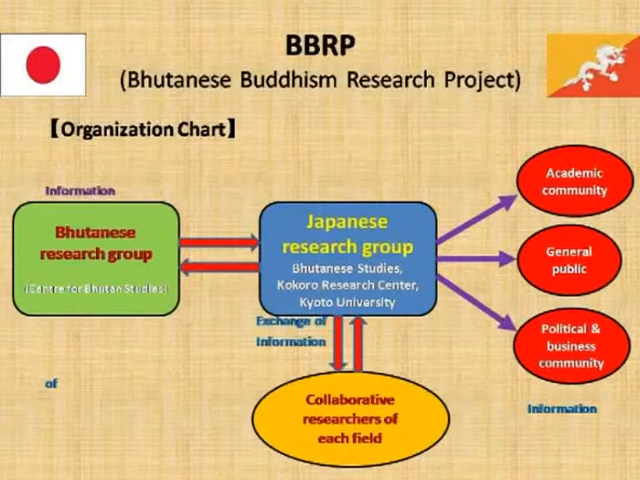 BBRP
(Bhutanese Buddhism Research Project)
【Organization Chart】
Information
Bhutanese
research group
(Centre for Bhutan Studies)
Japanese
research group
Bhutanese Studies,
Kokoro Research Center,
Kyoto University
Academic
community
General
public
Political &
business
community
Exchange of
Information
of
Collaborative
researchers of
each field
Information